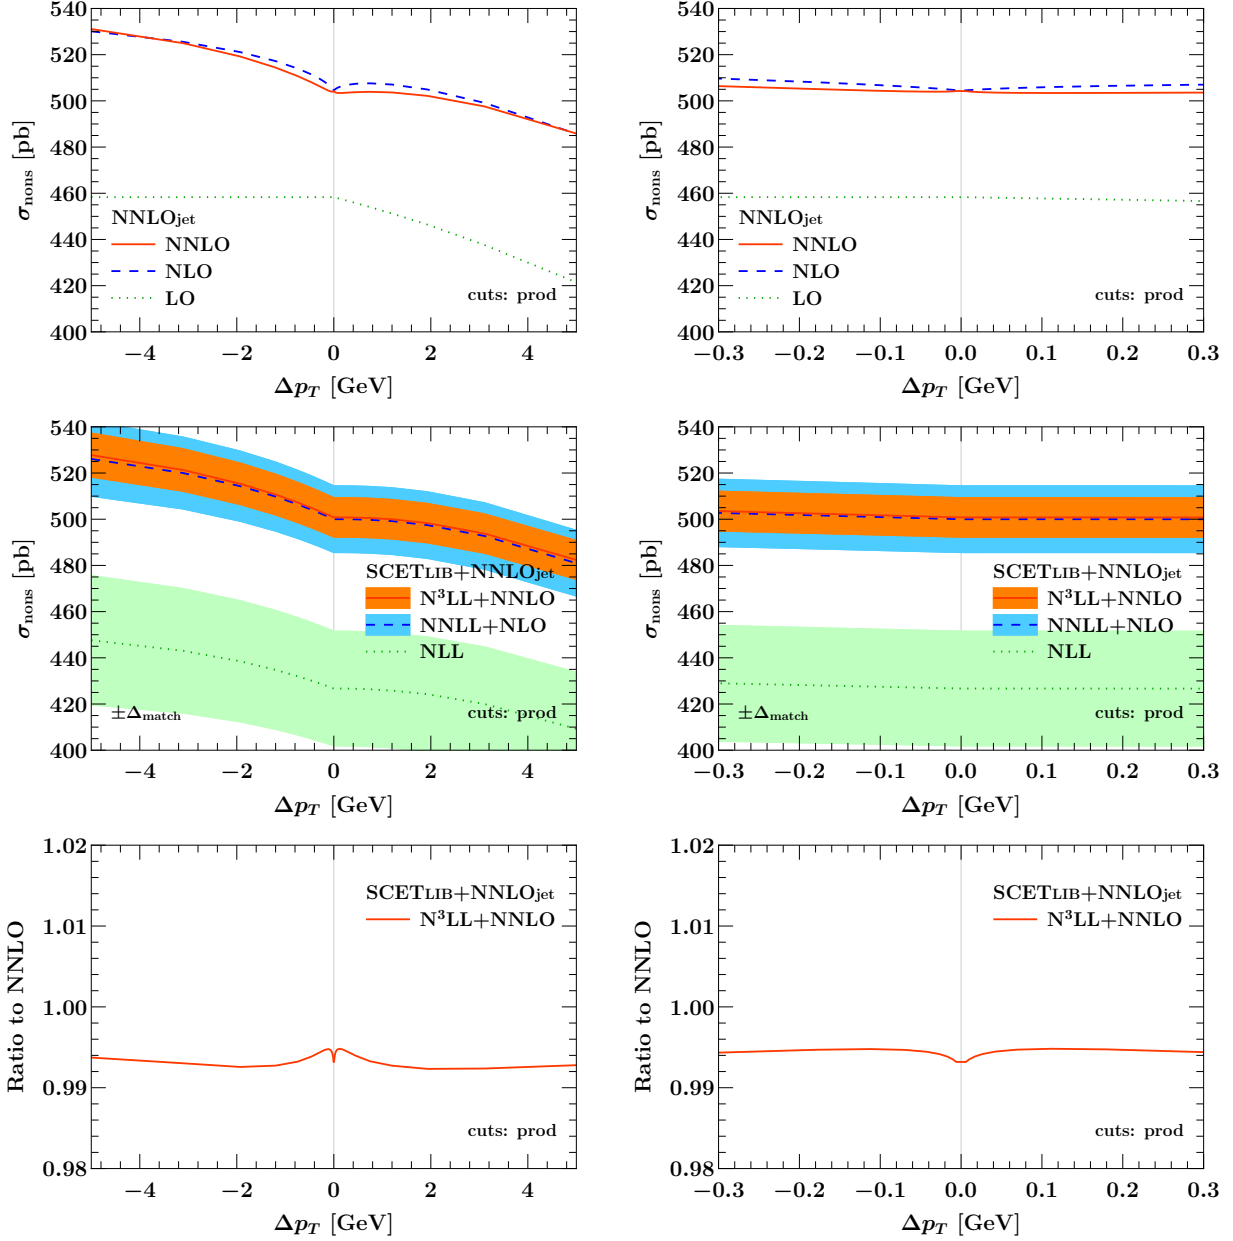 540
520
500
480
460
440
420
400
σnons [pb]
NNLOjet
NNLO
NLO
LO
cuts: prod
−4 −2 0 2 4
ΔpT [GeV]
540
520
500
480
460
440
420
400
σnons [pb]
NNLOjet
NNLO
NLO
LO
cuts: prod
−0.3 −0.2 −0.1 0.0 0.1 0.2 0.3
ΔpT [GeV]
540
520
500
480
460
440
420
400
σnons [pb]
SCETLIB+NNLOjet
N³LL+NNLO
NNLL+NLO
NLL
±Δmatch
cuts: prod
−4 −2 0 2 4
ΔpT [GeV]
540
520
500
480
460
440
420
400
σnons [pb]
SCETLIB+NNLOjet
N³LL+NNLO
NNLL+NLO
NLL
±Δmatch
cuts: prod
−0.3 −0.2 −0.1 0.0 0.1 0.2 0.3
ΔpT [GeV]
1.02
1.01
1.00
0.99
0.98
Ratio to NNLO
SCETLIB+NNLOjet
N³LL+NNLO
cuts: prod
−4 −2 0 2 4
ΔpT [GeV]
1.02
1.01
1.00
0.99
0.98
Ratio to NNLO
SCETLIB+NNLOjet
N³LL+NNLO
cuts: prod
−0.3 −0.2 −0.1 0.0 0.1 0.2 0.3
ΔpT [GeV]